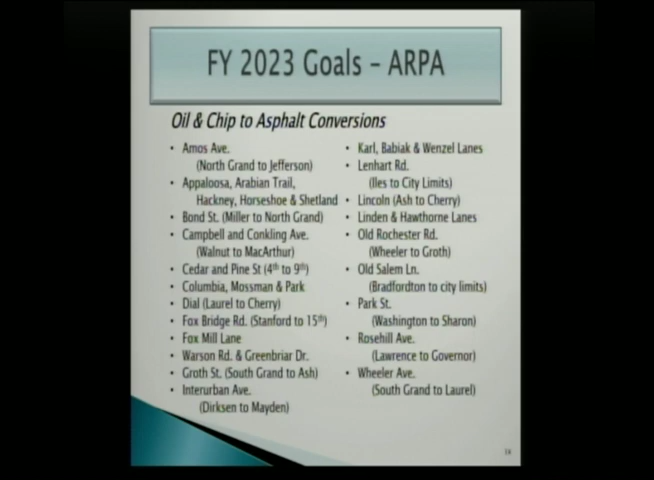 FY 2023 Goals – ARPA
Oil & Chip to Asphalt Conversions
• Amos Ave.
(North Grand to Jefferson)
• Appaloosa, Arabian Trail,
Hackney, Horseshoe & Shetland
• Bond St. (Miller to North Grand)
• Campbell and Conkling Ave.
(Walnut to MacArthur)
• Cedar and Pine St (4th to 9th)
• Columbia, Mossman & Park
• Dial (Laurel to Cherry)
• Fox Bridge Rd. (Stanford to 15th)
• Fox Mill Lane
• Warson Rd. & Greenbriar Dr.
• Groth St. (South Grand to Ash)
• Interurban Ave.
(Dirksen to Mayden)
• Karl, Babiak & Wenzel Lanes
• Lenhart Rd.
(Iles to City Limits)
• Lincoln (Ash to Cherry)
• Linden & Hawthorne Lanes
• Old Rochester Rd.
(Wheeler to Groth)
• Old Salem Ln.
(Bradfordton to city limits)
• Park St.
(Washington to Sharon)
• Rosehill Ave.
(Lawrence to Governor)
• Wheeler Ave.
(South Grand to Laurel)